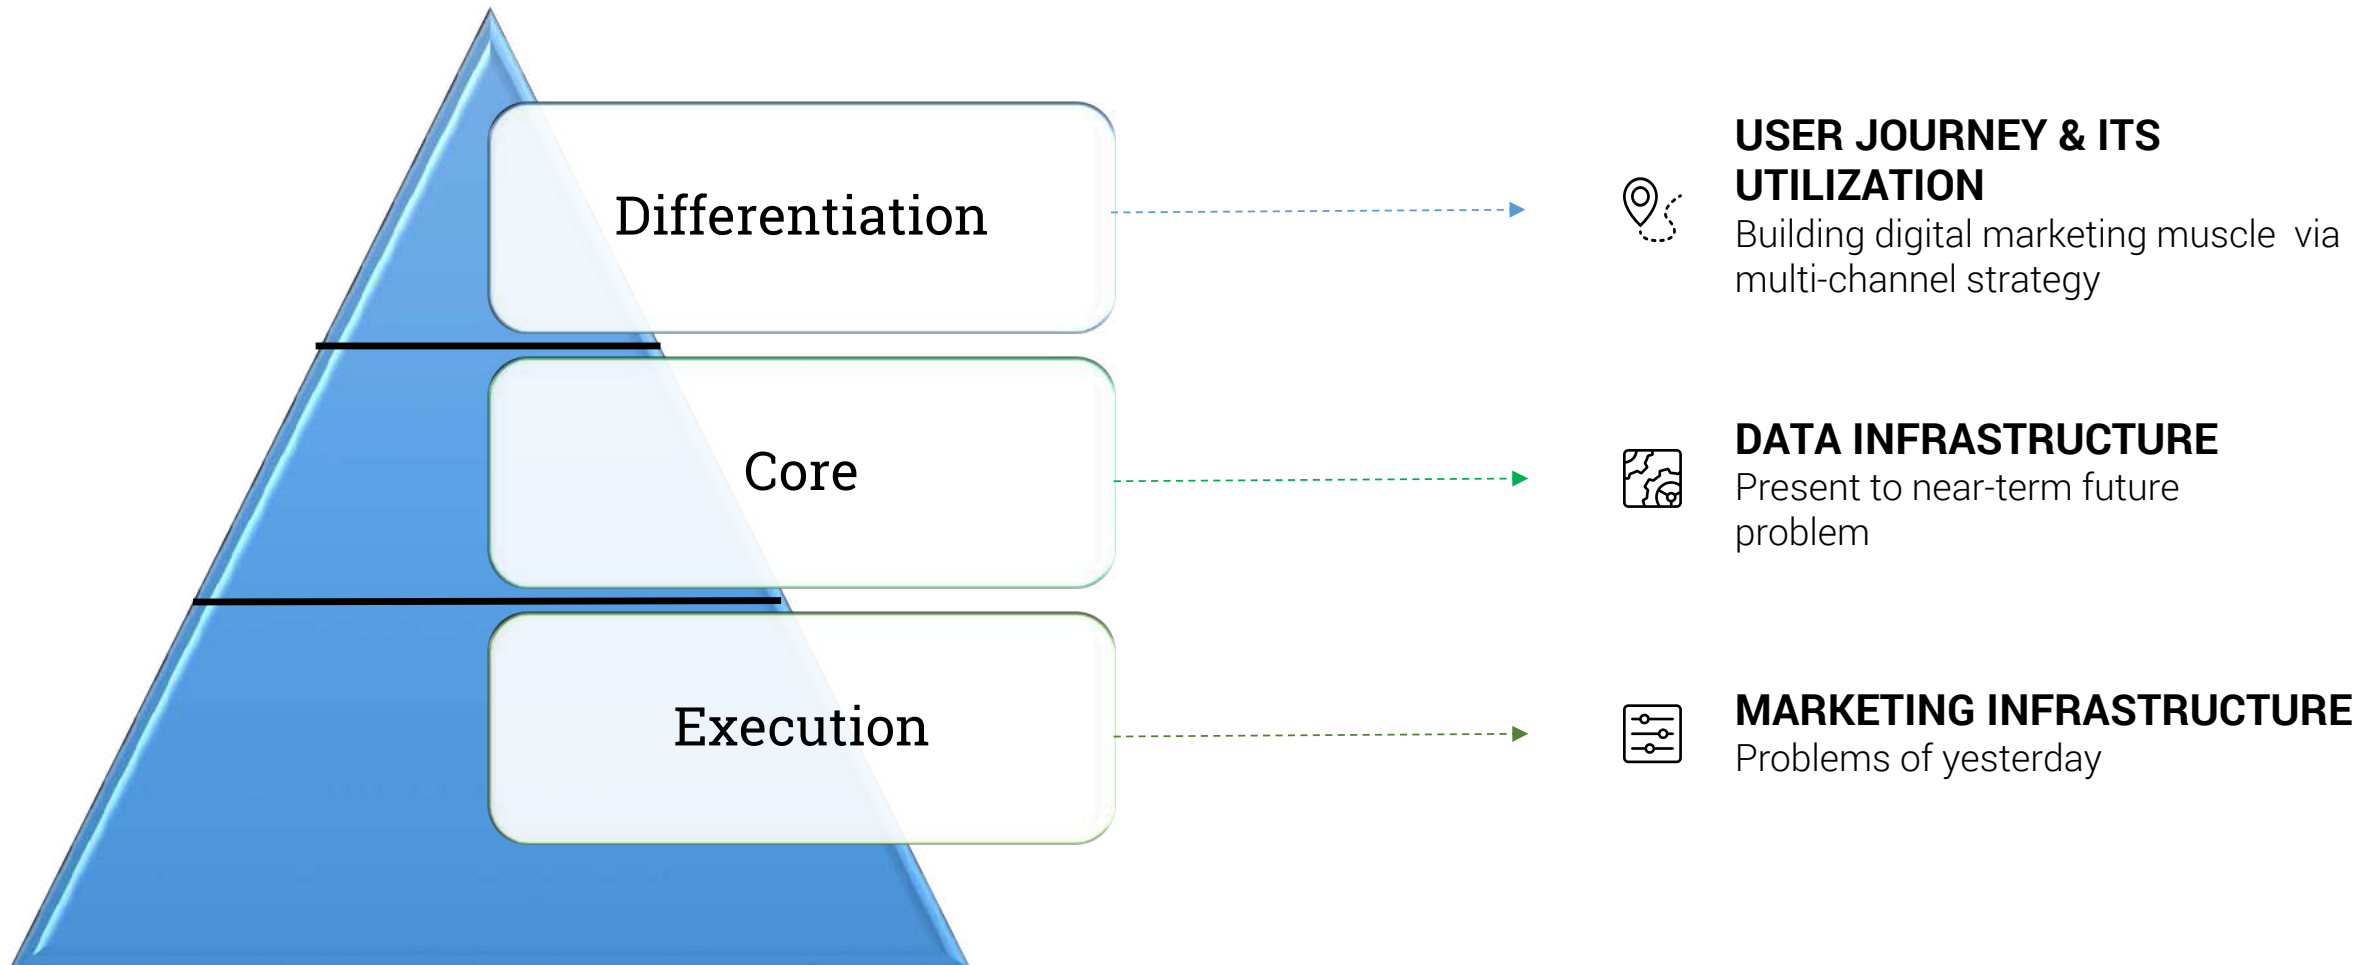 Differentiation
USER JOURNEY & ITS
UTILIZATION
Building digital marketing muscle  via
multi-channel strategy
Core
DATA INFRASTRUCTURE
Present to near-term future
problem
Execution
MARKETING INFRASTRUCTURE
Problems of yesterday